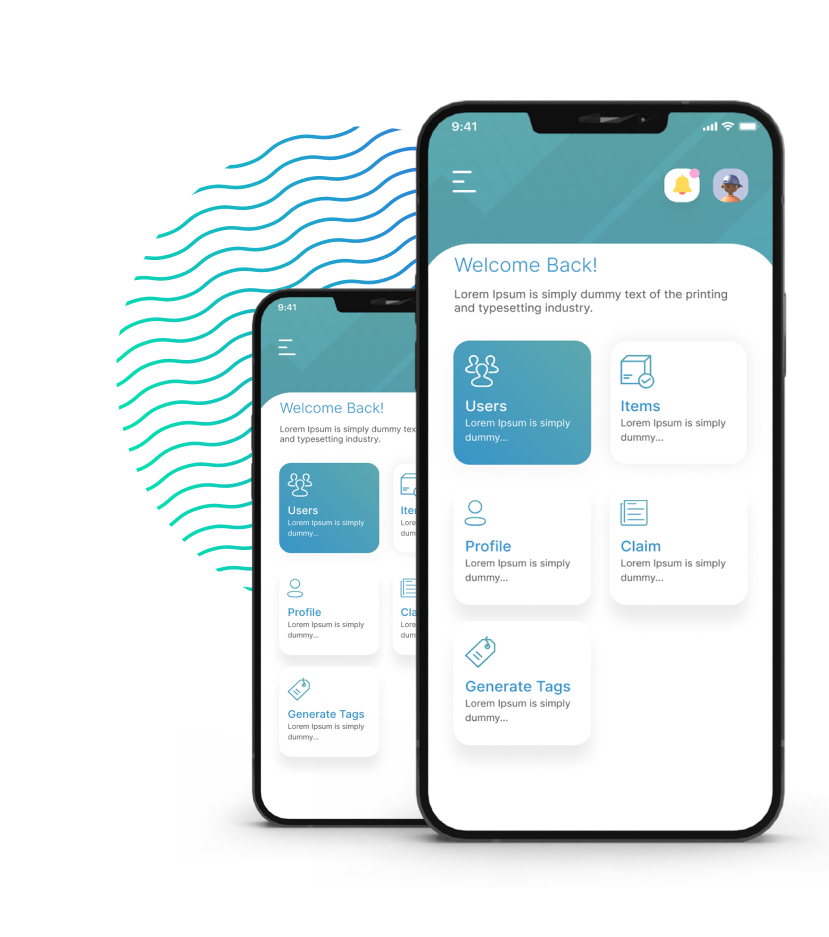 9:41
Welcome Back!
Lorem Ipsum is simply dummy text of the printing
and typesetting industry.
Users
Lorem Ipsum is simply
dummy...
Items
Lorem Ipsum is simply
dummy...
Profile
Lorem Ipsum is simply
dummy...
Claim
Lorem Ipsum is simply
dummy...
Generate Tags
Lorem Ipsum is simply
dummy...
9:41
Welcome Back!
Lorem Ipsum is simply dummy tex
and typesetting industry.
Users
Lorem Ipsum is simply
dummy...
Iter
Lore
dum
Profile
Lorem Ipsum is simply
dummy...
Cla
Lore
dum
Generate Tags
Lorem Ipsum is simply
dummy...